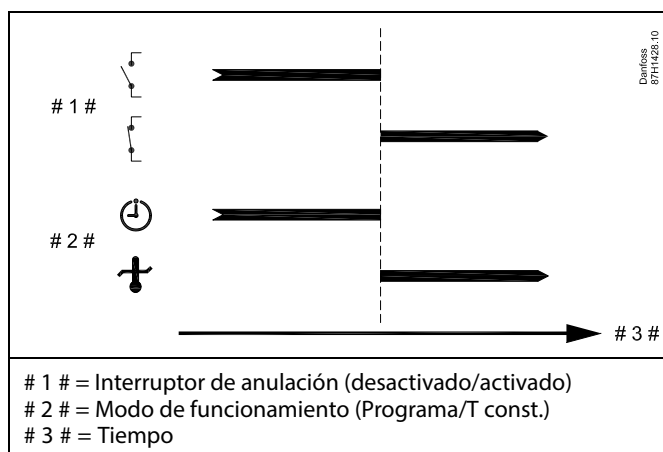 Danfoss
87H1428.10
# 1 #
# 2 #
# 3 #
# 1 # = Interruptor de anulación (desactivado/activado)
# 2 # = Modo de funcionamiento (Programa/T const.)
# 3 # = Tiempo